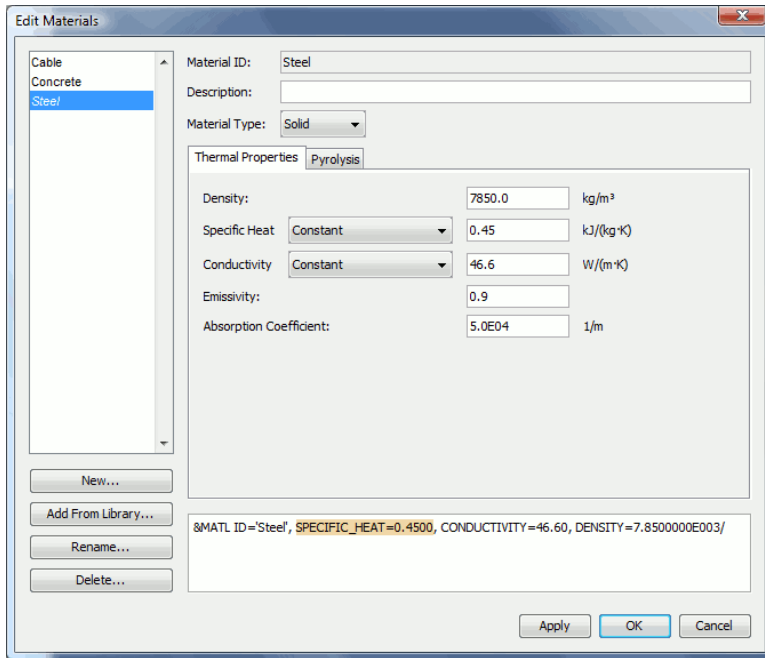 Edit Materials
Cable
Concrete
Steel
Material ID: Steel
Description:
Material Type: Solid
Thermal Properties Pyrolysis
Density: 7850.0 kg/m³
Specific Heat Constant 0.45 kJ/(kg·K)
Conductivity Constant 46.6 W/(m·K)
Emissivity: 0.9
Absorption Coefficient: 5.0E04 1/m
New...
Add From Library...
Rename...
Delete...
&MATL ID='Steel', SPECIFIC_HEAT=0.4500, CONDUCTIVITY=46.60, DENSITY=7.8500000E003/
Apply OK Cancel